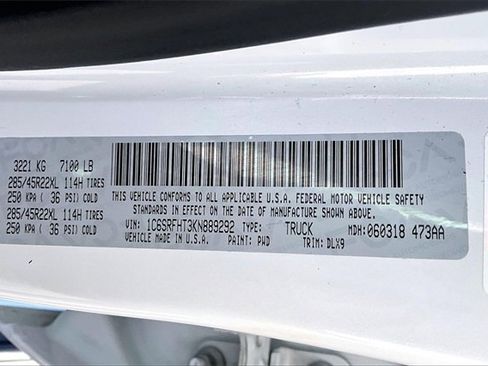 3221 KG 7100 LB
285/45R22XL 114H TIRES
250 KPA ( 36 PSI) COLD
285/45R22XL 114H TIRES
250 KPA ( 36 PSI) COLD
THIS VEHICLE CONFORMS TO ALL APPLICABLE U.S.A. FEDERAL MOTOR VEHICLE SAFETY
STANDARDS IN EFFECT ON THE DATE OF MANUFACTURE SHOWN ABOVE.
VIN: 1C6SRFHT3KN889292 TYPE: TRUCK MDH: 060318 473AA
VEHICLE MADE IN U.S.A. PAINT: PWD TRIM: DLX9